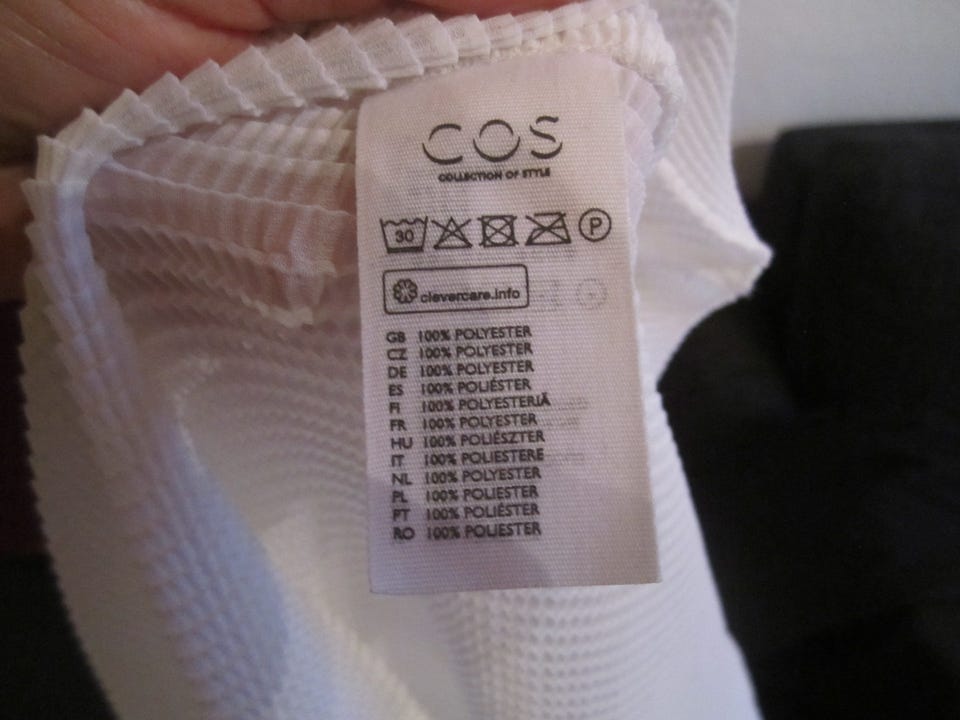 COS
COLLECTION OF STYLE
30 P
clevercare.info
GB 100% POLYESTER
CZ 100% POLYESTER
DE 100% POLYESTER
ES 100% POLIÉSTER
FI 100% POLYESTERIÄ
FR 100% POLYESTER
HU 100% POLIÉSZTER
IT 100% POLIESTERE
NL 100% POLYESTER
PL 100% POLIESTER
PT 100% POLIÉSTER
RO 100% POLIESTER